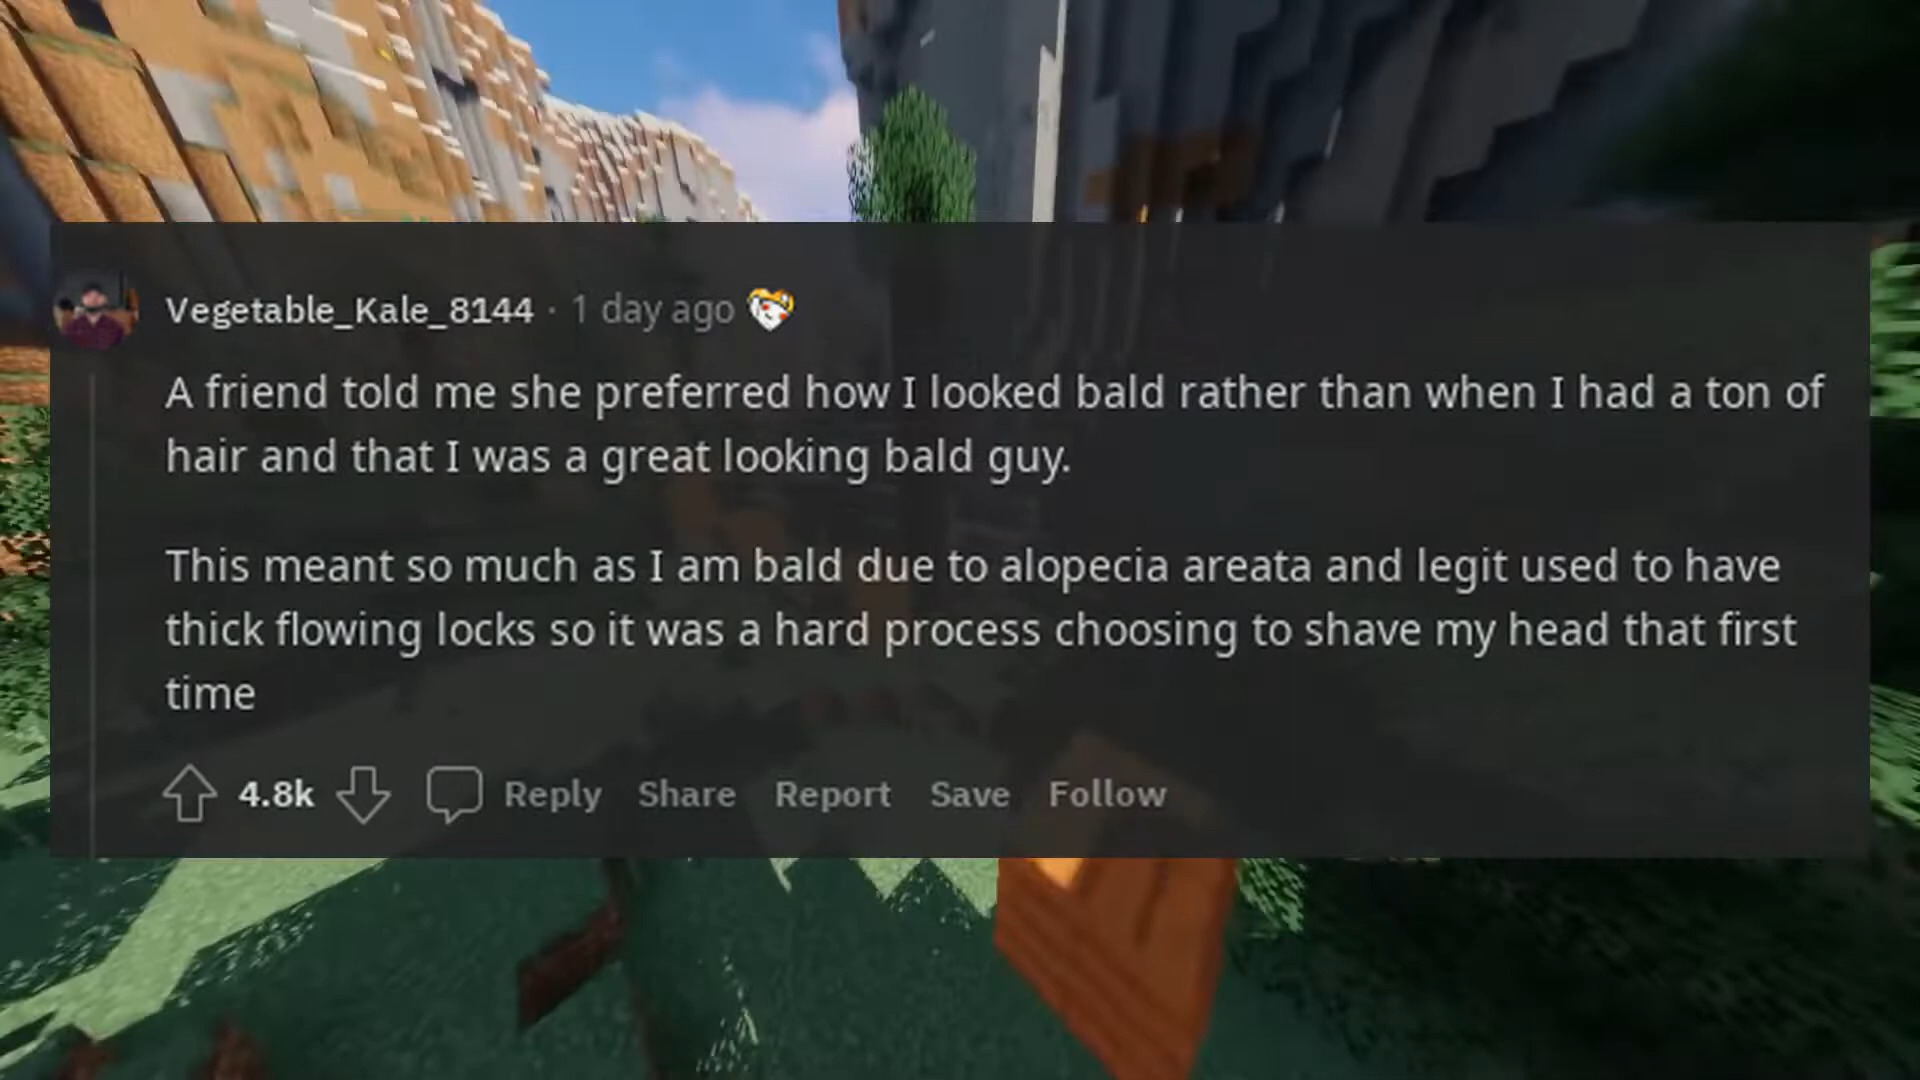 Vegetable_Kale_8144 · 1 day ago
A friend told me she preferred how I looked bald rather than when I had a ton of
hair and that I was a great looking bald guy.
This meant so much as I am bald due to alopecia areata and legit used to have
thick flowing locks so it was a hard process choosing to shave my head that first
time
4.8k Reply Share Report Save Follow